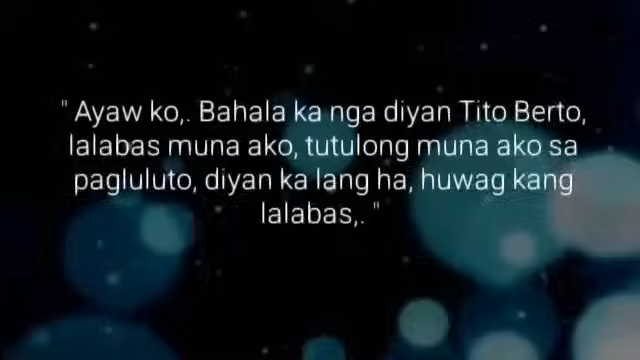 " Ayaw ko,. Bahala ka nga diyan Tito Berto,
lalabas muna ako, tutulong muna ako sa
pagluluto, diyan ka lang ha, huwag kang
lalabas,. "